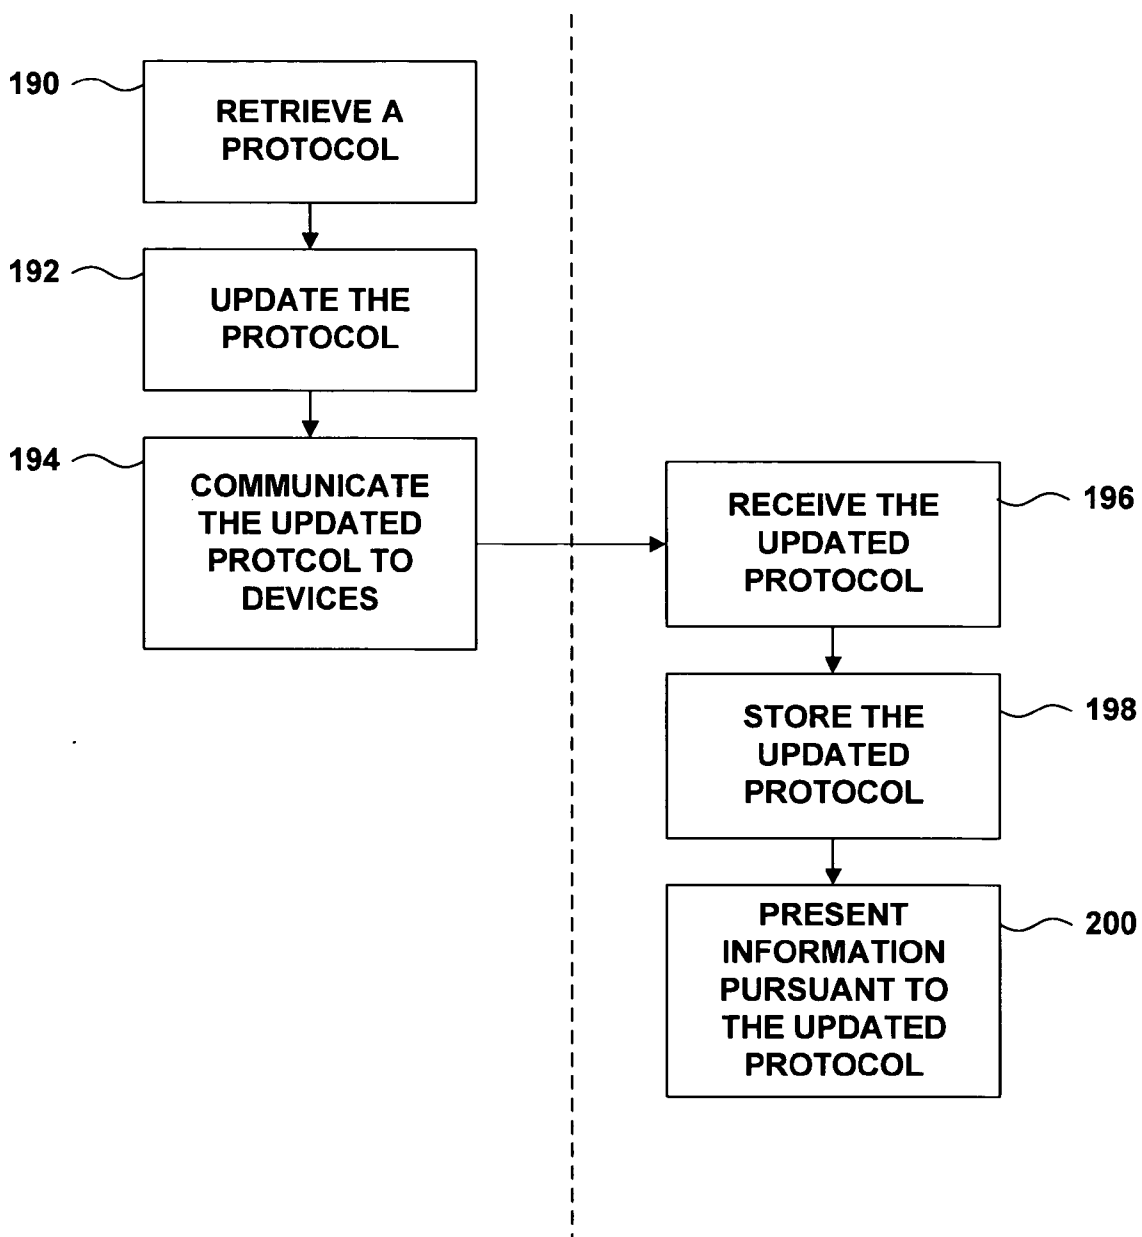 190
RETRIEVE A
PROTOCOL
192
UPDATE THE
PROTOCOL
194
COMMUNICATE
THE UPDATED
PROTCOL TO
DEVICES
196
RECEIVE THE
UPDATED
PROTOCOL
198
STORE THE
UPDATED
PROTOCOL
200
PRESENT
INFORMATION
PURSUANT TO
THE UPDATED
PROTOCOL